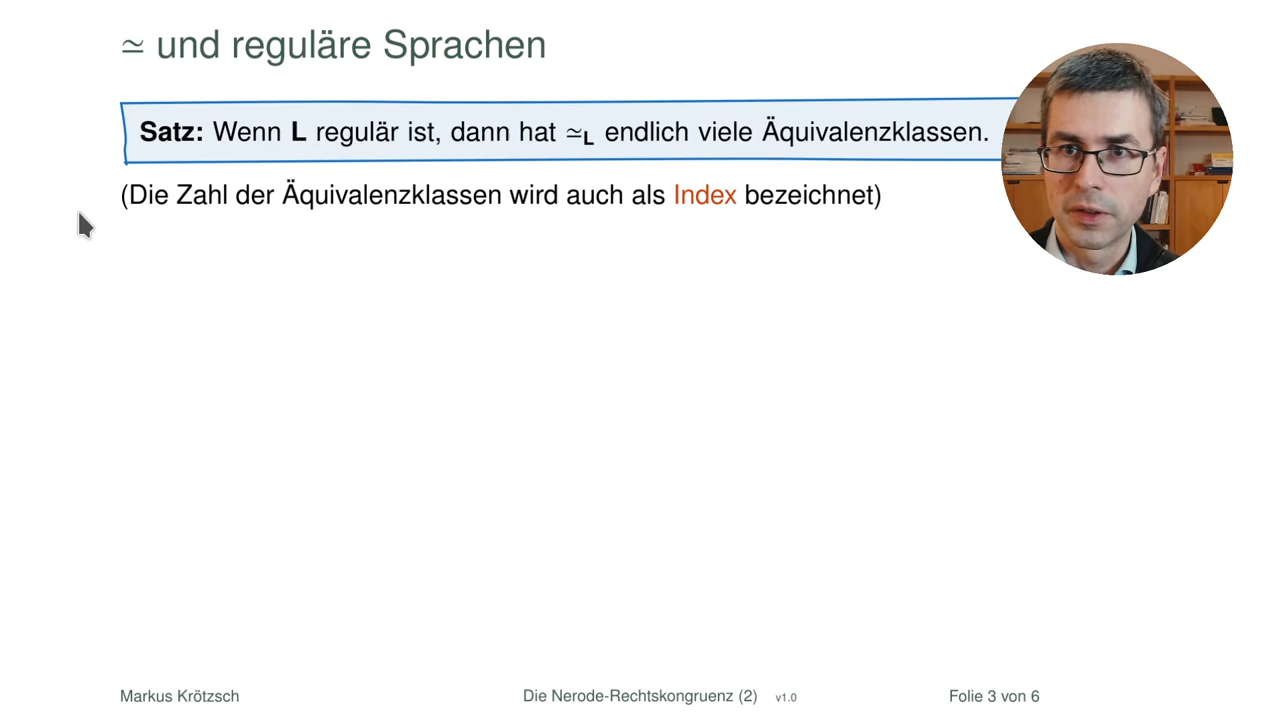 ≃ und reguläre Sprachen
Satz: Wenn L regulär ist, dann hat ≃L endlich viele Äquivalenzklassen.
(Die Zahl der Äquivalenzklassen wird auch als Index bezeichnet)
Markus Krötzsch Die Nerode-Rechtskongruenz (2) v1.0 Folie 3 von 6